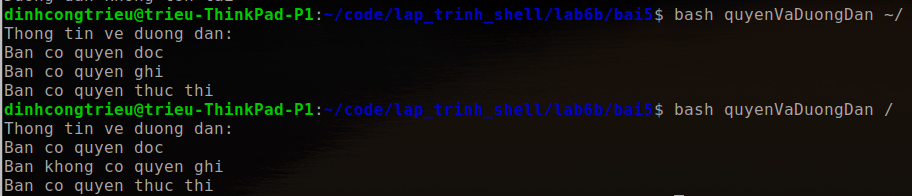 dinhcongtrieu@trieu-ThinkPad-P1:~/code/lap_trinh_shell/lab6b/bai5$ bash quyenVaDuongDan ~/
Thong tin ve duong dan:
Ban co quyen doc
Ban co quyen ghi
Ban co quyen thuc thi
dinhcongtrieu@trieu-ThinkPad-P1:~/code/lap_trinh_shell/lab6b/bai5$ bash quyenVaDuongDan /
Thong tin ve duong dan:
Ban co quyen doc
Ban khong co quyen ghi
Ban co quyen thuc thi